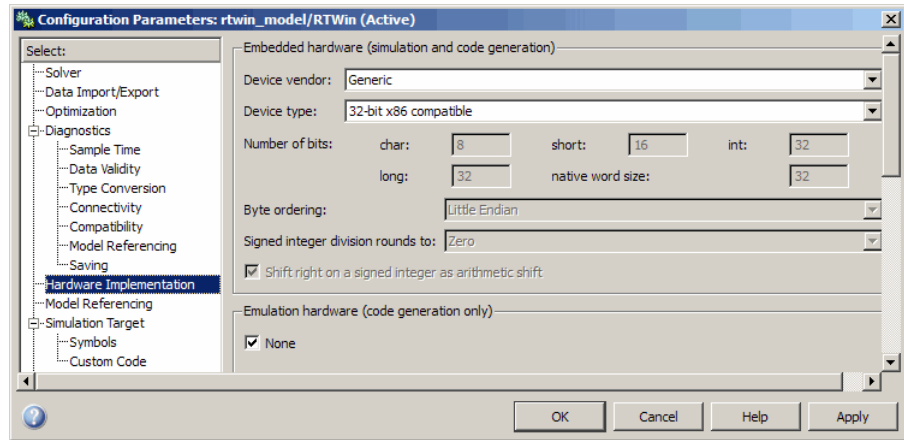 Configuration Parameters: rtwin_model/RTWin (Active)
Select:
Solver
Data Import/Export
Optimization
Diagnostics
Sample Time
Data Validity
Type Conversion
Connectivity
Compatibility
Model Referencing
Saving
Hardware Implementation
Model Referencing
Simulation Target
Symbols
Custom Code
Embedded hardware (simulation and code generation)
Device vendor: Generic
Device type: 32-bit x86 compatible
Number of bits: char: 8 short: 16 int: 32
long: 32 native word size: 32
Byte ordering: Little Endian
Signed integer division rounds to: Zero
Shift right on a signed integer as arithmetic shift
Emulation hardware (code generation only)
None
OK Cancel Help Apply